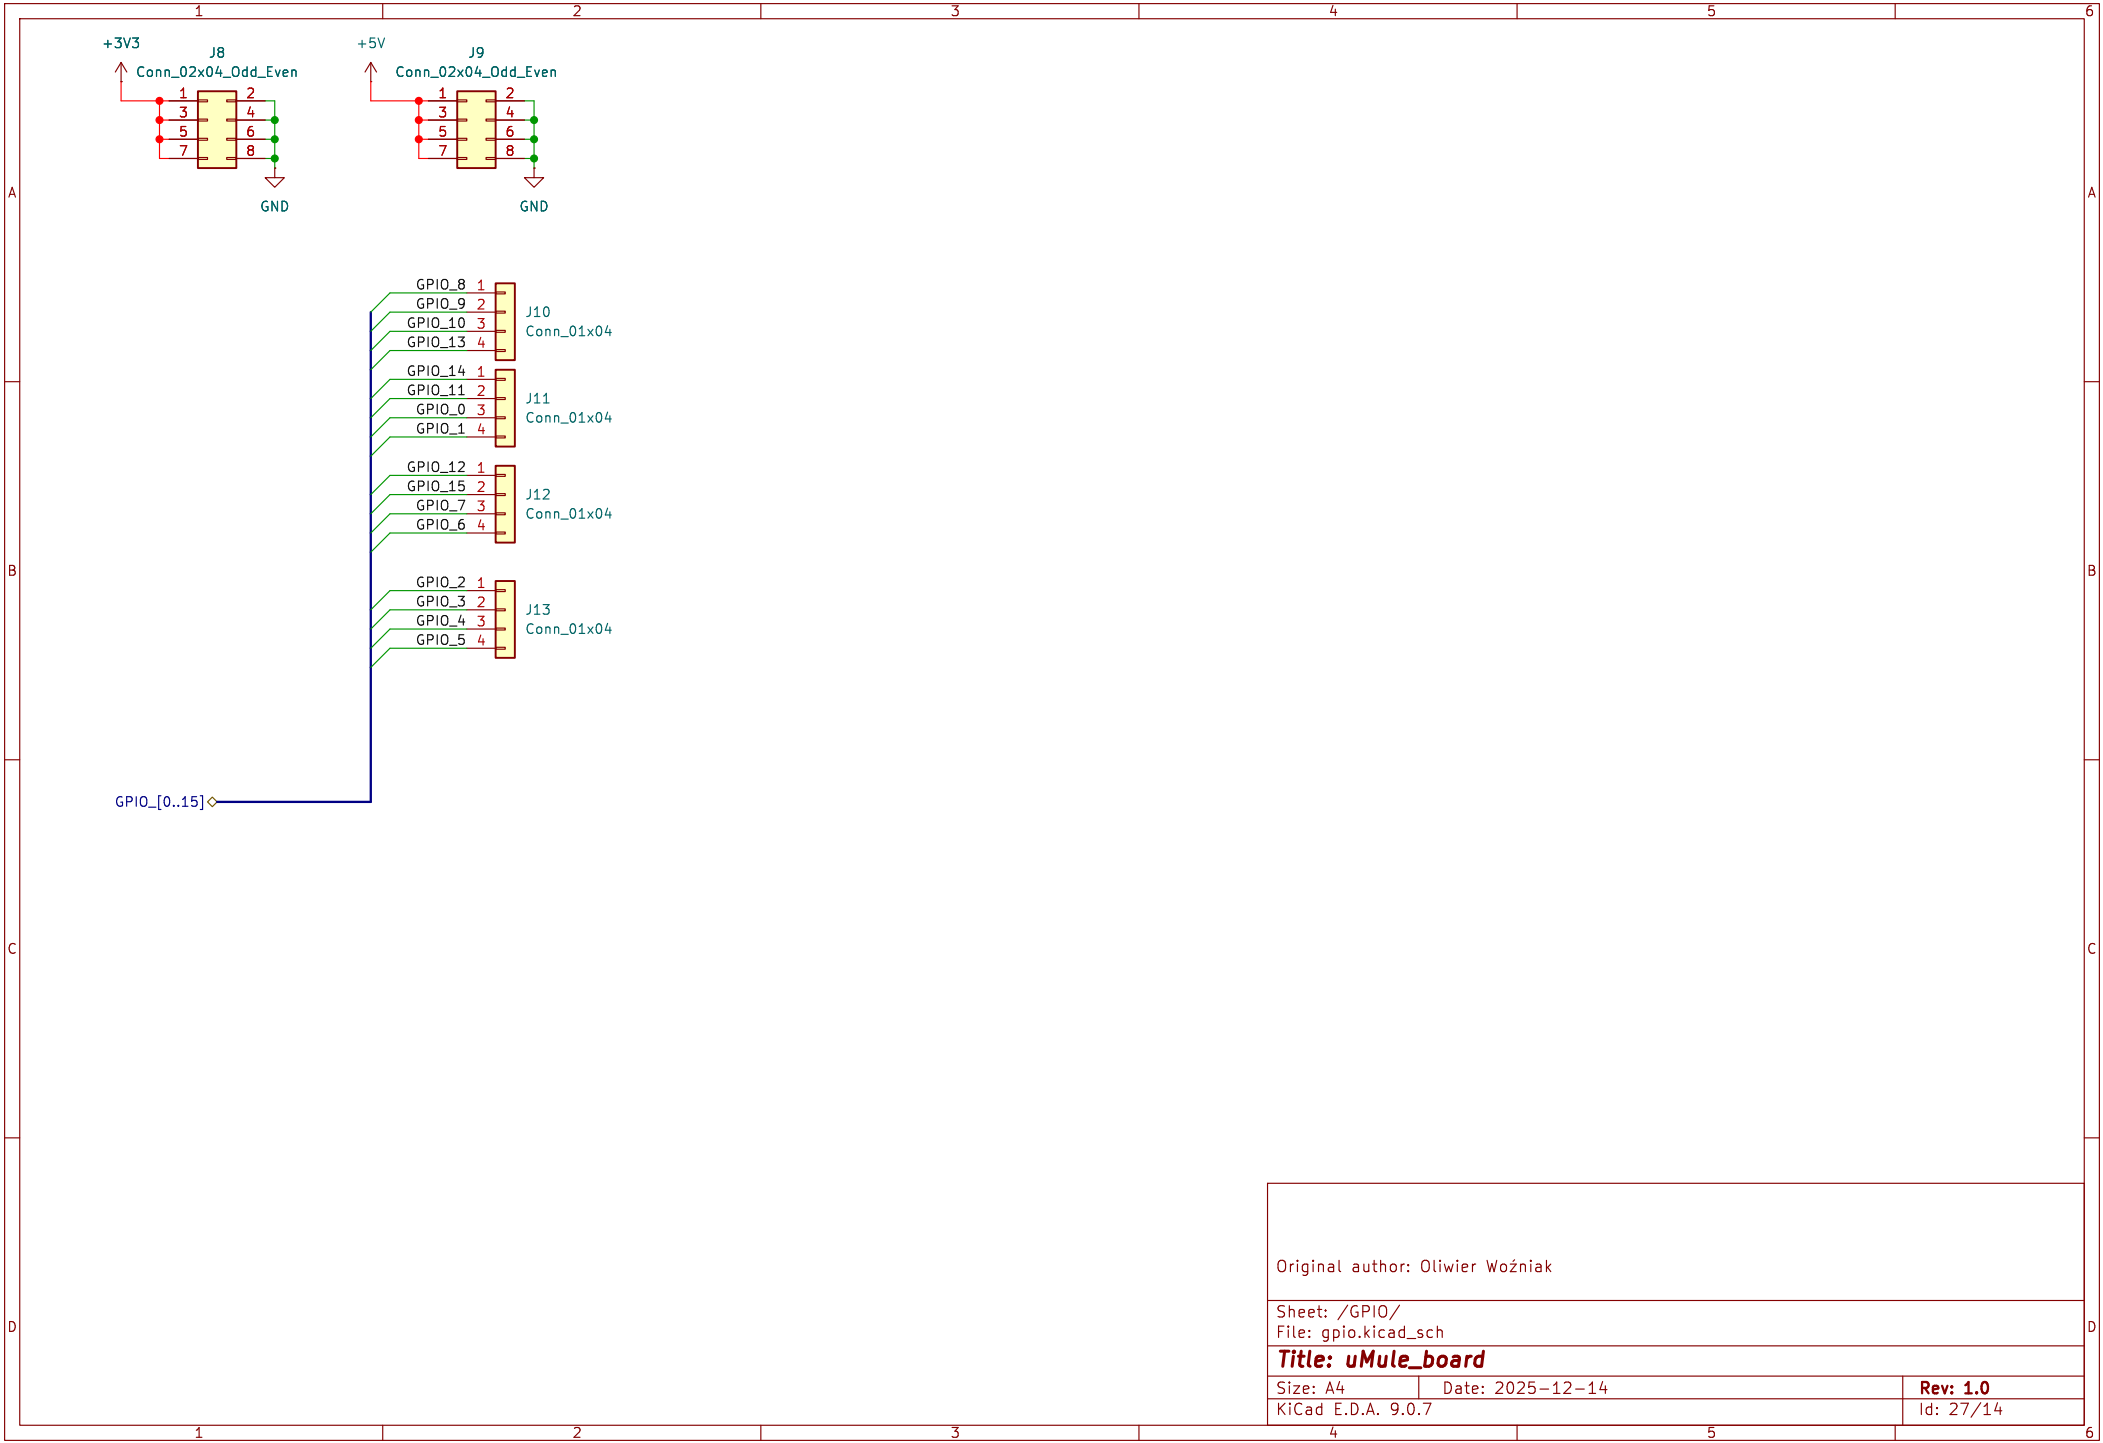 1 2 3 4 5 6
+3V3
J8
Conn_02x04_Odd_Even
1 2
3 4
5 6
7 8
GND
+5V
J9
Conn_02x04_Odd_Even
1 2
3 4
5 6
7 8
GND
A A
GPIO_8 1
GPIO_9 2
GPIO_10 3
GPIO_13 4
J10
Conn_01x04
GPIO_14 1
GPIO_11 2
GPIO_0 3
GPIO_1 4
J11
Conn_01x04
GPIO_12 1
GPIO_15 2
GPIO_7 3
GPIO_6 4
J12
Conn_01x04
B B
GPIO_2 1
GPIO_3 2
GPIO_4 3
GPIO_5 4
J13
Conn_01x04
GPIO_[0..15]
C C
Original author: Oliwier Woźniak
Sheet: /GPIO/
File: gpio.kicad_sch
D D
Title: uMule_board
Size: A4 Date: 2025-12-14 Rev: 1.0
KiCad E.D.A. 9.0.7 Id: 27/14
1 2 3 4 5 6